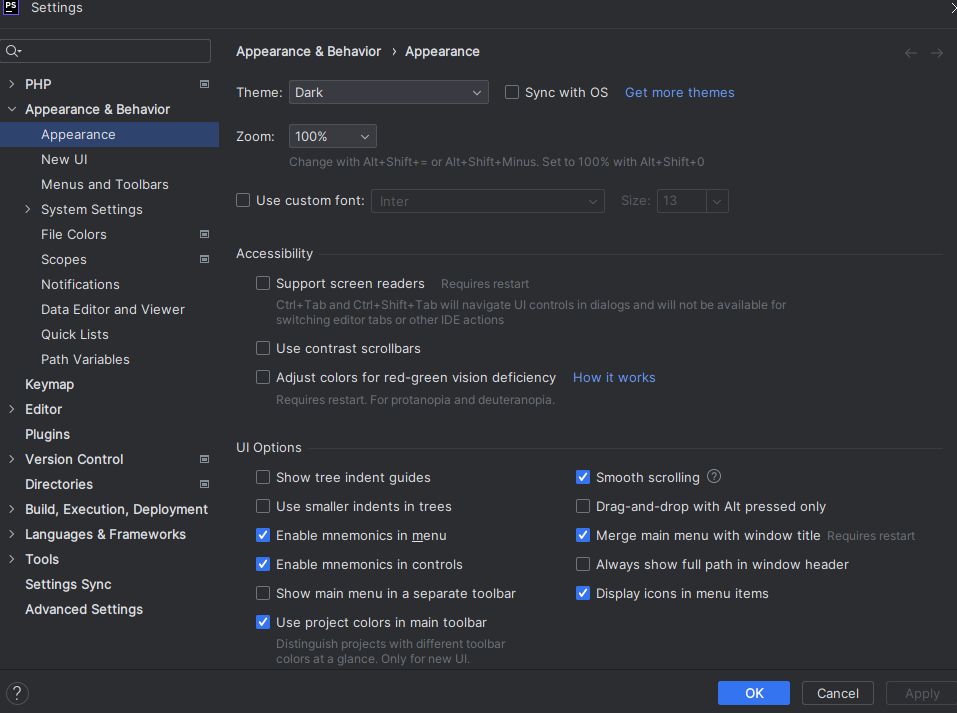 PS Settings
PHP
Appearance & Behavior
Appearance
New UI
Menus and Toolbars
System Settings
File Colors
Scopes
Notifications
Data Editor and Viewer
Quick Lists
Path Variables
Keymap
Editor
Plugins
Version Control
Directories
Build, Execution, Deployment
Languages & Frameworks
Tools
Settings Sync
Advanced Settings
Appearance & Behavior › Appearance
Theme: Dark Sync with OS Get more themes
Zoom: 100%
Change with Alt+Shift+= or Alt+Shift+Minus. Set to 100% with Alt+Shift+0
Use custom font: Inter Size: 13
Accessibility
Support screen readers Requires restart
Ctrl+Tab and Ctrl+Shift+Tab will navigate UI controls in dialogs and will not be available for
switching editor tabs or other IDE actions
Use contrast scrollbars
Adjust colors for red-green vision deficiency How it works
Requires restart. For protanopia and deuteranopia.
UI Options
Show tree indent guides
Use smaller indents in trees
Enable mnemonics in menu
Enable mnemonics in controls
Show main menu in a separate toolbar
Use project colors in main toolbar
Distinguish projects with different toolbar
colors at a glance. Only for new UI.
Smooth scrolling ?
Drag-and-drop with Alt pressed only
Merge main menu with window title Requires restart
Always show full path in window header
Display icons in menu items
? OK Cancel Apply